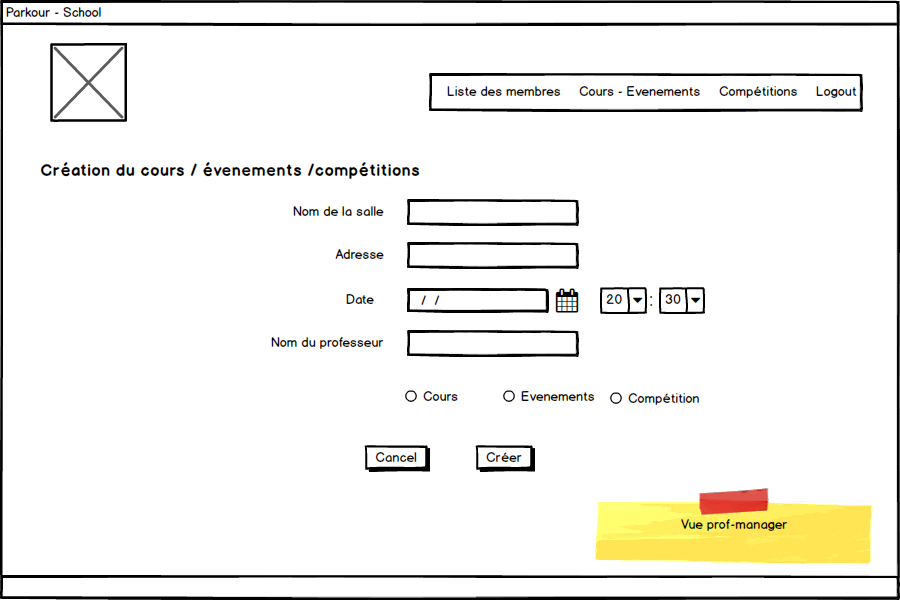 Parkour - School
Liste des membres Cours - Evenements Compétitions Logout
Création du cours / évenements /compétitions
Nom de la salle
Adresse
Date / / 20 : 30
Nom du professeur
Cours Evenements Compétition
Cancel Créer
Vue prof-manager